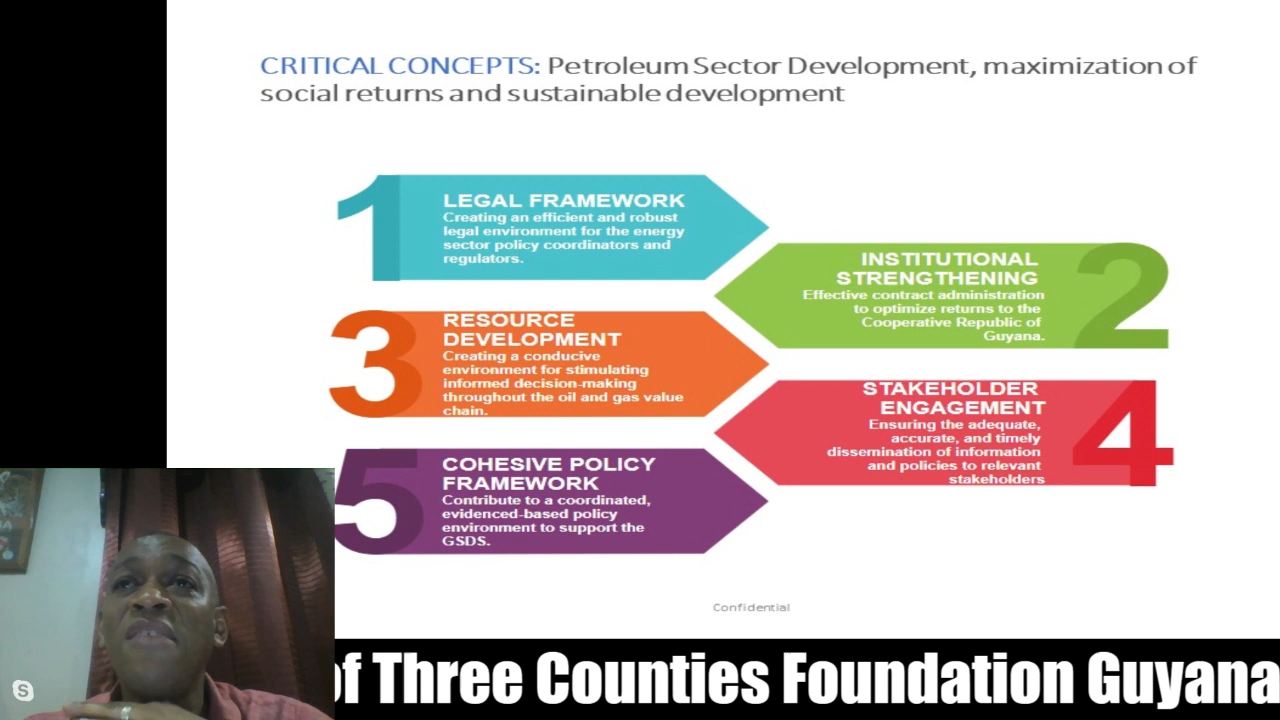 CRITICAL CONCEPTS: Petroleum Sector Development, maximization of
social returns and sustainable development
1
LEGAL FRAMEWORK
Creating an efficient and robust
legal environment for the energy
sector policy coordinators and
regulators.
2
INSTITUTIONAL
STRENGTHENING
Effective contract administration
to optimize returns to the
Cooperative Republic of
Guyana.
3
RESOURCE
DEVELOPMENT
Creating a conducive
environment for stimulating
informed decision-making
throughout the oil and gas value
chain.
4
STAKEHOLDER
ENGAGEMENT
Ensuring the adequate,
accurate, and timely
dissemination of information
and policies to relevant
stakeholders
5
COHESIVE POLICY
FRAMEWORK
Contribute to a coordinated,
evidenced-based policy
environment to support the
GSDS.
Confidential
of Three Counties Foundation Guyana
S